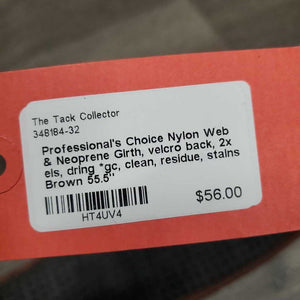 The Tack Collector
348184-32
Professional's Choice Nylon Web
& Neoprene Girth, velcro back, 2x
els, dring *gc, clean, residue, stains
Brown 55.5"
HT4UV4
$56.00